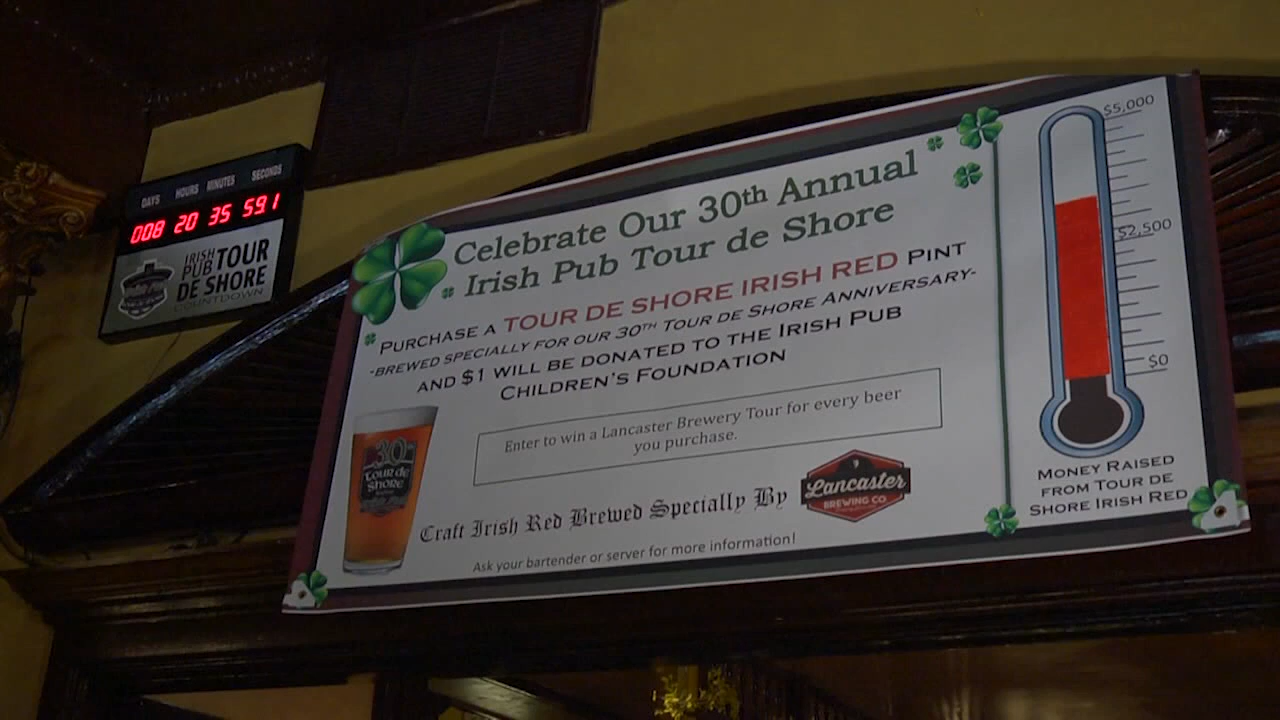 DAYS HOURS MINUTES SECONDS
008 20 35 59.1
IRISH PUB TOUR DE SHORE
COUNTDOWN
Celebrate Our 30th Annual
Irish Pub Tour de Shore
PURCHASE A TOUR DE SHORE IRISH RED PINT
-BREWED SPECIALLY FOR OUR 30TH TOUR DE SHORE ANNIVERSARY-
AND $1 WILL BE DONATED TO THE IRISH PUB
CHILDREN'S FOUNDATION
Enter to win a Lancaster Brewery Tour for every beer
you purchase.
30
Tour de
Shore
Craft Irish Red Brewed Specially By
Lancaster
BREWING CO.
Ask your bartender or server for more information!
$5,000
$2,500
$0
MONEY RAISED
FROM TOUR DE
SHORE IRISH RED